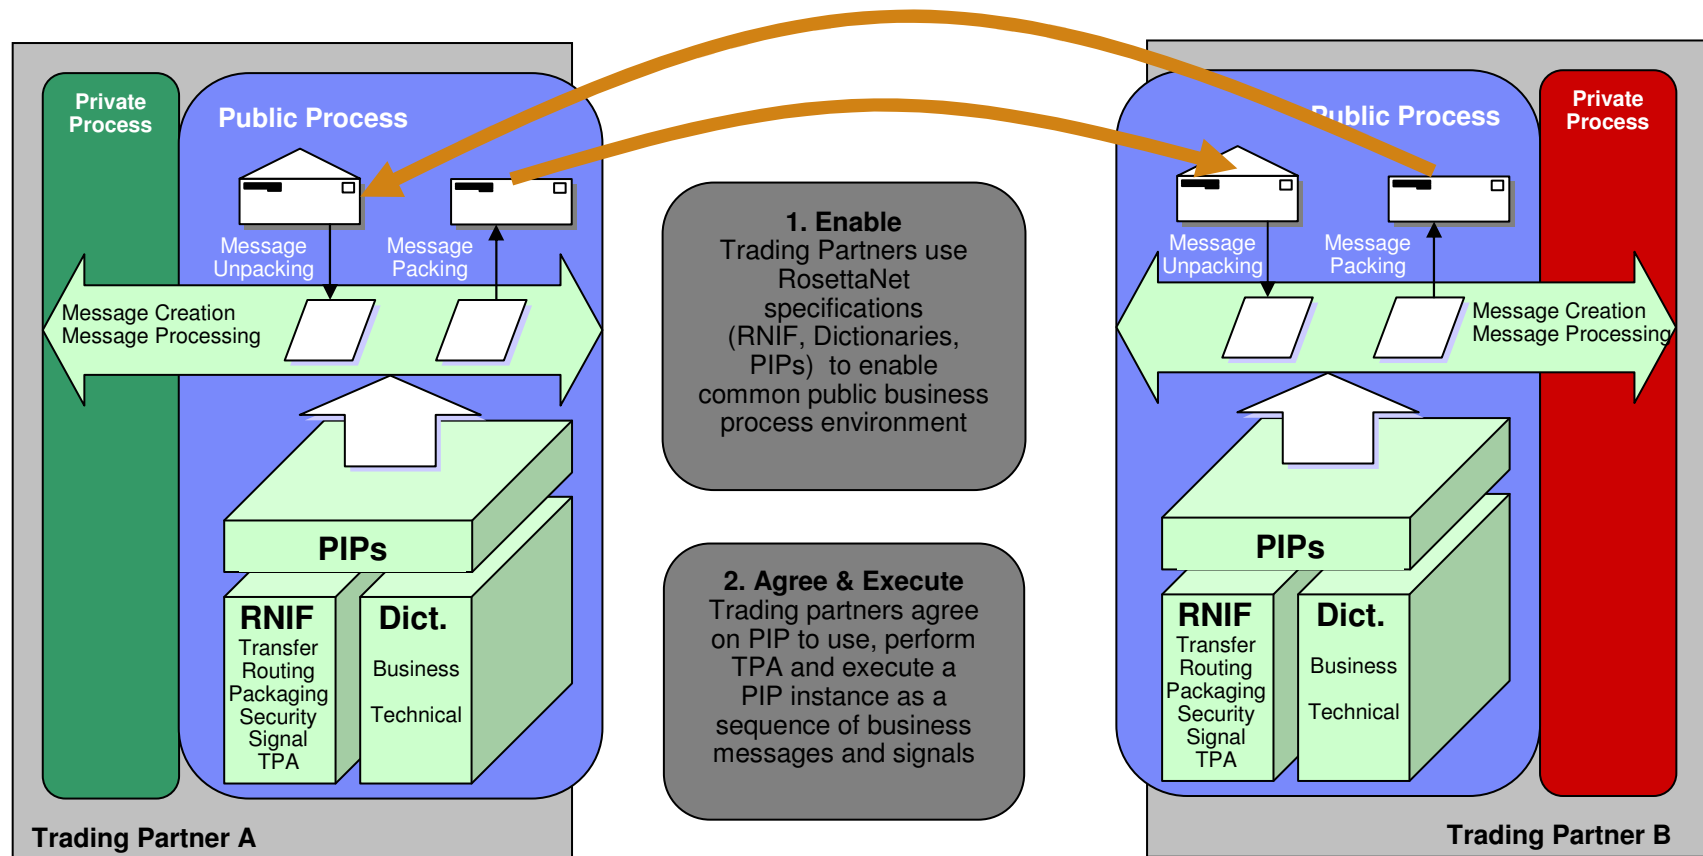 Private
Process
Public Process
Message
Unpacking
Message
Packing
Message Creation
Message Processing
PIPs
RNIF
Transfer
Routing
Packaging
Security
Signal
TPA
Dict.
Business
Technical
Trading Partner A
1. Enable
Trading Partners use
RosettaNet
specifications
(RNIF, Dictionaries,
PIPs) to enable
common public business
process environment
2. Agree & Execute
Trading partners agree
on PIP to use, perform
TPA and execute a
PIP instance as a
sequence of business
messages and signals
Public Process
Private
Process
Message
Unpacking
Message
Packing
Message Creation
Message Processing
PIPs
RNIF
Transfer
Routing
Packaging
Security
Signal
TPA
Dict.
Business
Technical
Trading Partner B